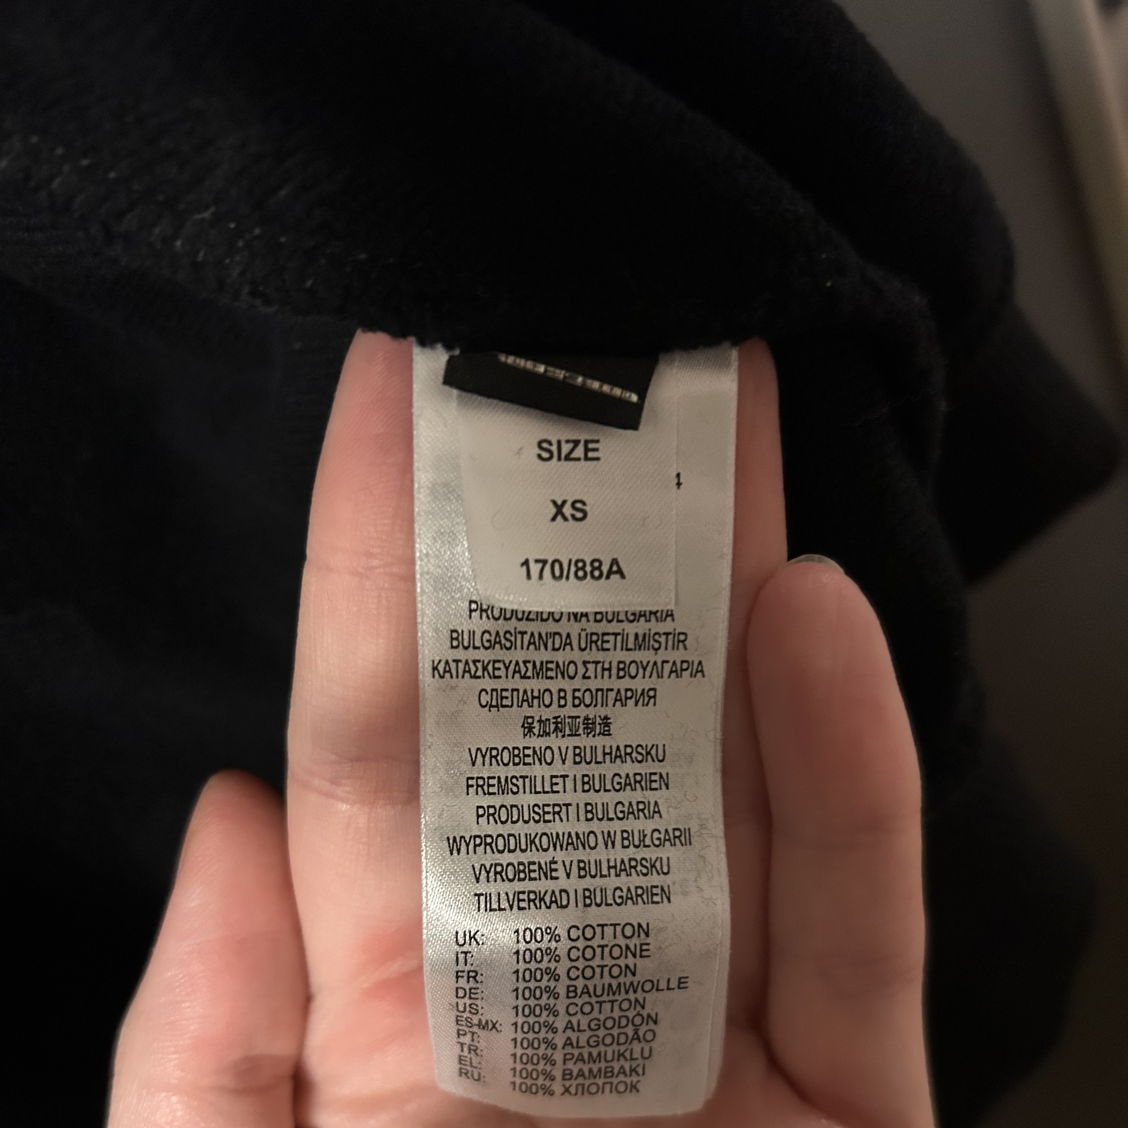 SIZE
XS
170/88A
4
PRODUZIDO NA BULGARIA
BULGASİTAN'DA ÜRETİLMİŞTİR
ΚΑΤΑΣΚΕΥΑΣΜΕΝΟ ΣΤΗ ΒΟΥΛΓΑΡΙΑ
СДЕЛАНО В БОЛГАРИЯ
保加利亚制造
VYROBENO V BULHARSKU
FREMSTILLET I BULGARIEN
PRODUSERT I BULGARIA
WYPRODUKOWANO W BUŁGARII
VYROBENÉ V BULHARSKU
TILLVERKAD I BULGARIEN
UK: 100% COTTON
IT: 100% COTONE
FR: 100% COTON
DE: 100% BAUMWOLLE
US: 100% COTTON
ES-MX: 100% ALGODÓN
PT: 100% ALGODÃO
TR: 100% PAMUKLU
EL: 100% ΒΑΜΒΑΚΙ
RU: 100% ХЛОПОК